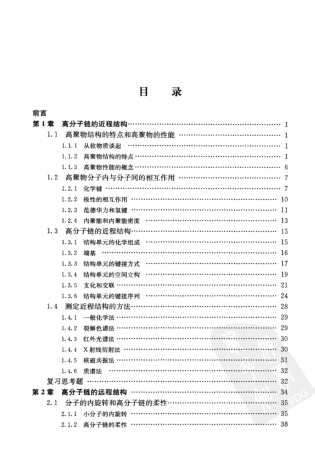 目 录
前言
第1章 高分子链的近程结构 1
1.1 高聚物结构的特点和高聚物的性能 1
1.1.1 从软物质谈起 1
1.1.2 高聚物结构的特点 1
1.1.3 高聚物性能的概念 6
1.2 高聚物分子内与分子间的相互作用 7
1.2.1 化学键 7
1.2.2 极性的相互作用 10
1.2.3 范德华力和氢键 11
1.2.4 内聚能和内聚能密度 13
1.3 高分子链的近程结构 15
1.3.1 结构单元的化学组成 15
1.3.2 端基 16
1.3.3 结构单元的键接方式 17
1.3.4 结构单元的空间立构 19
1.3.5 支化和交联 21
1.3.6 结构单元的键接序列 24
1.4 测定近程结构的方法 28
1.4.1 一般化学法 29
1.4.2 裂解色谱法 29
1.4.3 红外光谱法 30
1.4.4 X射线衍射法 30
1.4.5 核磁共振法 31
1.4.6 质谱法 32
复习思考题 32
第2章 高分子链的远程结构 34
2.1 分子的内旋转和高分子链的柔性 35
2.1.1 小分子的内旋转 35
2.1.2 高分子链的柔性 38